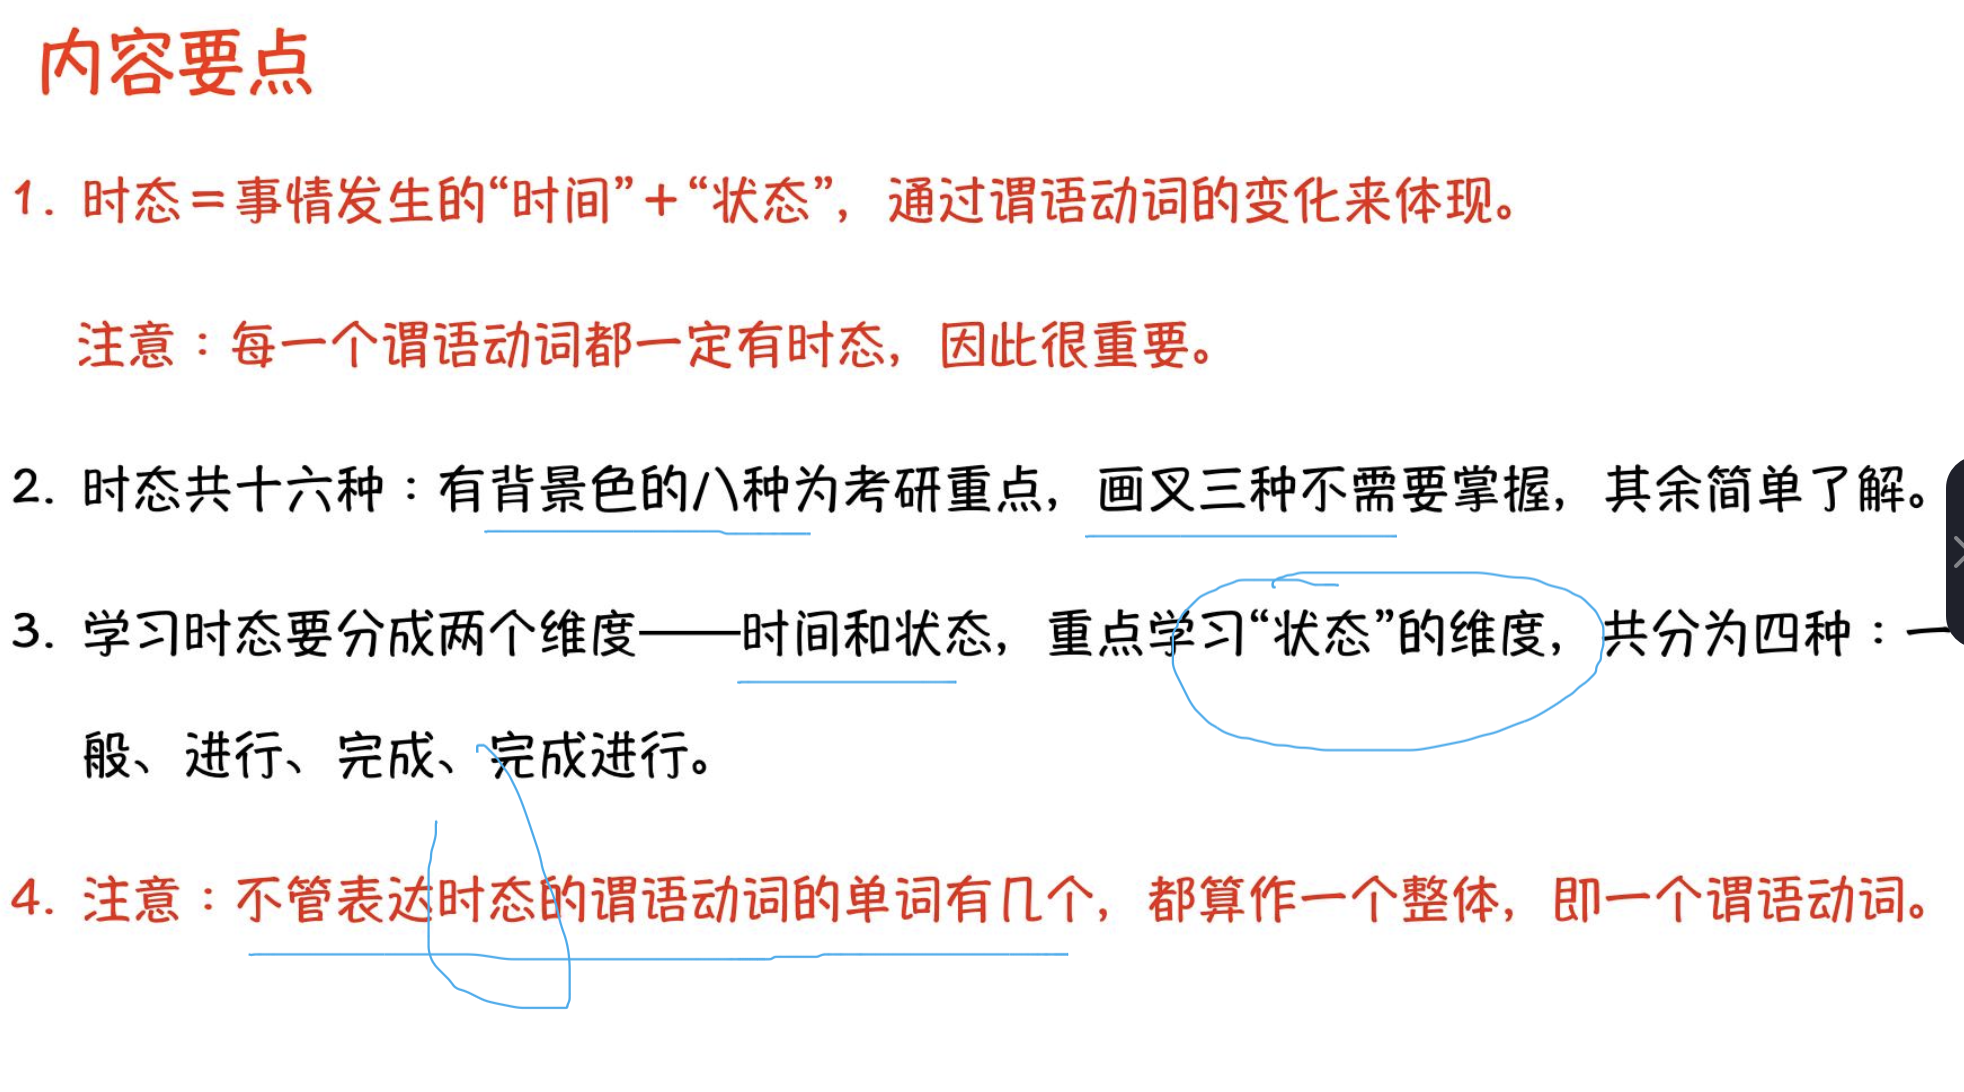 内容要点
1. 时态=事情发生的“时间”+“状态”，通过谓语动词的变化来体现。
注意：每一个谓语动词都一定有时态，因此很重要。
2. 时态共十六种：有背景色的八种为考研重点，画叉三种不需要掌握，其余简单了解。
3. 学习时态要分成两个维度——时间和状态，重点学习“状态”的维度，共分为四种：一
般、进行、完成、完成进行。
4. 注意：不管表达时态的谓语动词的单词有几个，都算作一个整体，即一个谓语动词。